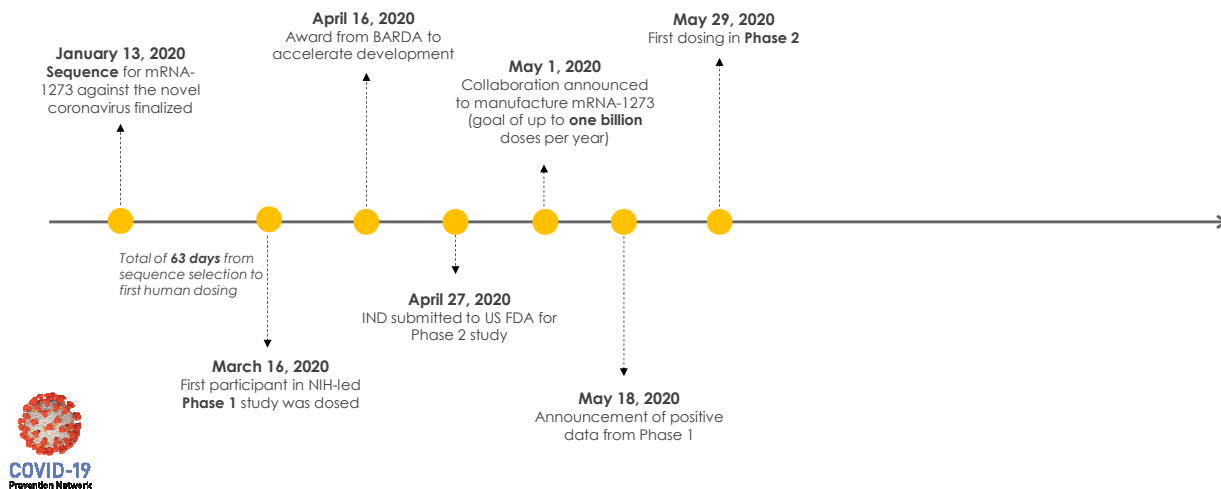 January 13, 2020
Sequence for mRNA-
1273 against the novel
coronavirus finalized
Total of 63 days from
sequence selection to
first human dosing
March 16, 2020
First participant in NIH-led
Phase 1 study was dosed
April 16, 2020
Award from BARDA to
accelerate development
April 27, 2020
IND submitted to US FDA for
Phase 2 study
May 1, 2020
Collaboration announced
to manufacture mRNA-1273
(goal of up to one billion
doses per year)
May 18, 2020
Announcement of positive
data from Phase 1
May 29, 2020
First dosing in Phase 2
COVID-19
Prevention Network